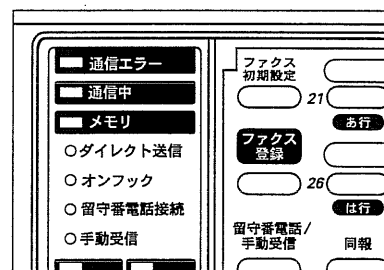 通信エラー
通信中
メモリ
ダイレクト送信
オンフック
留守番電話接続
手動受信
ファクス
初期設定
21
あ行
ファクス
登録
26
は行
留守番電話/
手動受信
同報